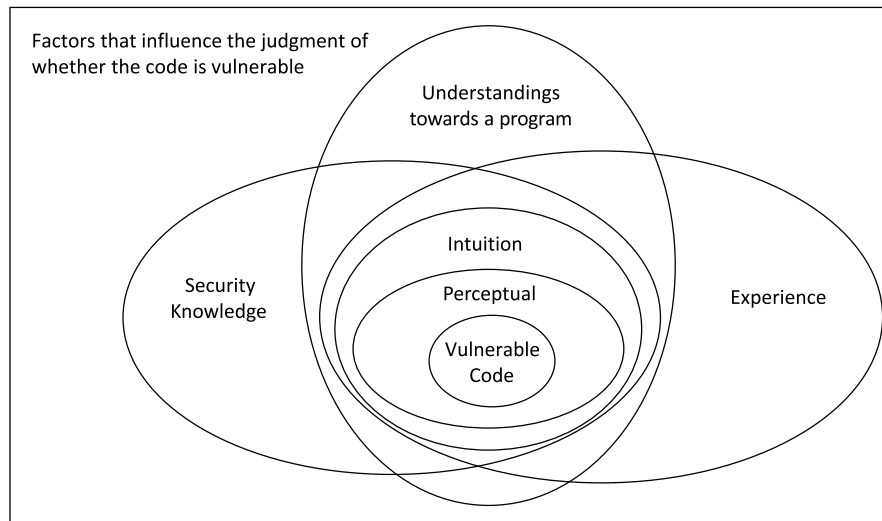 Factors that influence the judgment of
whether the code is vulnerable
Understandings
towards a program
Intuition
Security
Knowledge
Perceptual
Experience
Vulnerable
Code